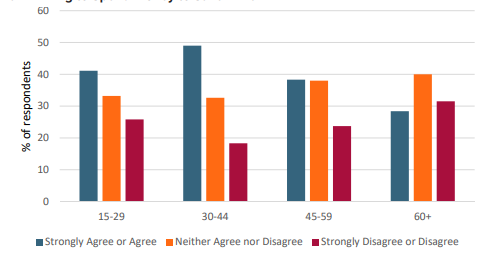 60
50
40
30
20
10
0
% of respondents
15-29 30-44 45-59 60+
Strongly Agree or Agree Neither Agree nor Disagree Strongly Disagree or Disagree